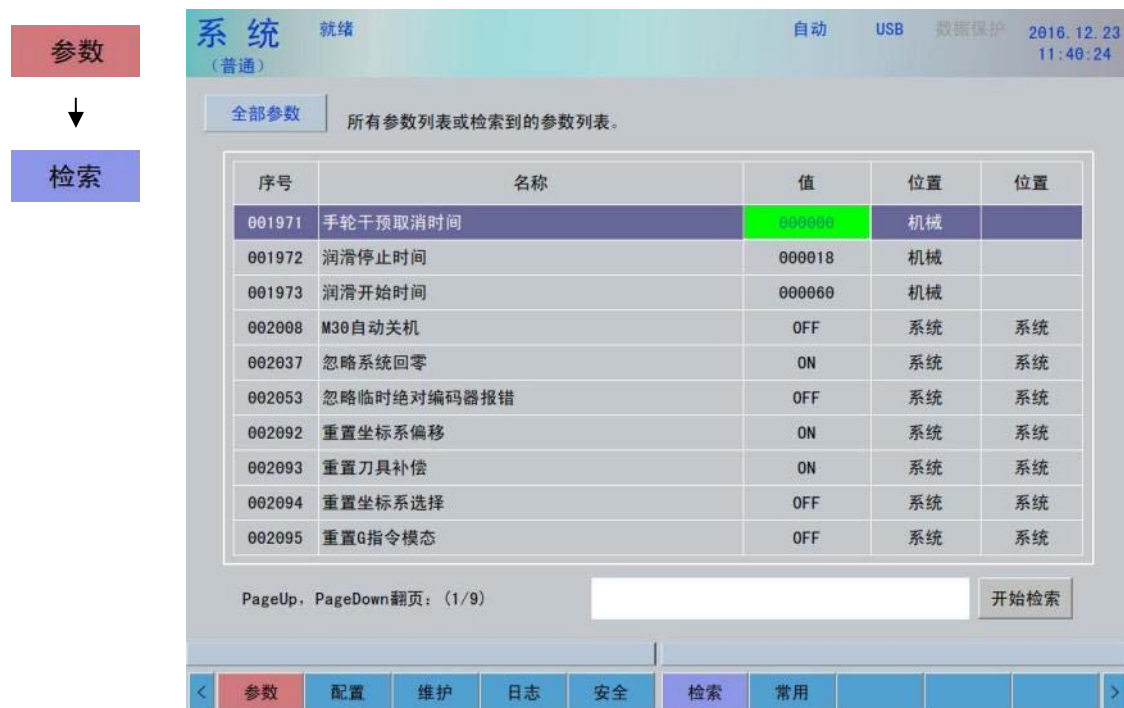 参数
检索
系 统 就绪 自动 USB 数据保护 2016.12.23
(普通) 11:40:24
全部参数 所有参数列表或检索到的参数列表。
序号 名称 值 位置 位置
001971 手轮干预取消时间 000000 机械
001972 润滑停止时间 000018 机械
001973 润滑开始时间 000060 机械
002008 M30自动关机 OFF 系统 系统
002037 忽略系统回零 ON 系统 系统
002053 忽略临时绝对编码器报错 OFF 系统 系统
002092 重置坐标系偏移 ON 系统 系统
002093 重置刀具补偿 ON 系统 系统
002094 重置坐标系选择 OFF 系统 系统
002095 重置G指令模态 OFF 系统 系统
PageUp，PageDown翻页：(1/9) 开始检索
< 参数 配置 维护 日志 安全 检索 常用 >